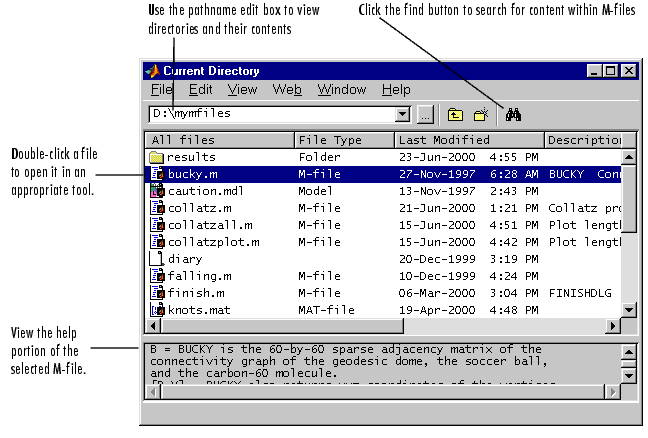 Use the pathname edit box to view
directories and their contents
Click the find button to search for content within M-files
Current Directory
File Edit View Web Window Help
D:\mymfiles ...
All files File Type Last Modified Description
results Folder 23-Jun-2000 4:55 PM
Double-click a file
to open it in an
appropriate tool.
bucky.m M-file 27-Nov-1997 6:28 AM BUCKY Con
caution.mdl Model 13-Nov-1997 2:43 PM
collatz.m M-file 21-Jun-2000 1:21 PM Collatz pro
collatzall.m M-file 15-Jun-2000 4:51 PM Plot length
collatzplot.m M-file 15-Jun-2000 4:42 PM Plot length
diary 20-Dec-1999 3:19 PM
falling.m M-file 10-Dec-1999 4:24 PM
finish.m M-file 06-Mar-2000 3:04 PM FINISHDLG
knots.mat MAT-file 19-Apr-2000 4:48 PM
View the help
portion of the
selected M-file.
B = BUCKY is the 60-by-60 sparse adjacency matrix of the
connectivity graph of the geodesic dome, the soccer ball,
and the carbon-60 molecule.